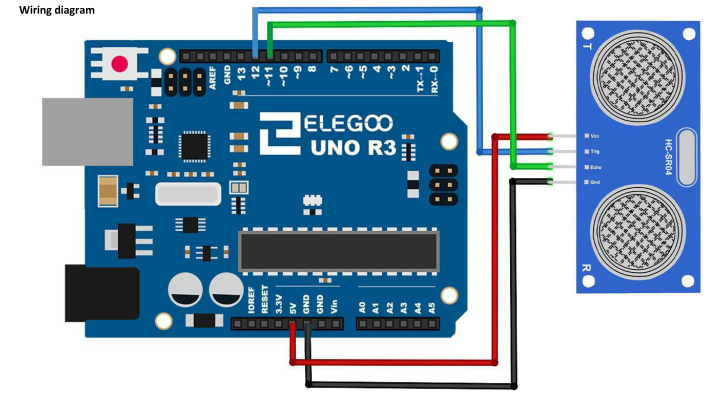 Wiring diagram
AREF
GND
13
12
~11
~10
~9
8
7
~6
~5
4
~3
2
TX→1
RX←0
ELEGOO
UNO R3
T
Vcc
Trig
Echo
Gnd
HC-SR04
R
IOREF
RESET
3.3V
5V
GND
GND
Vin
A0
A1
A2
A3
A4
A5